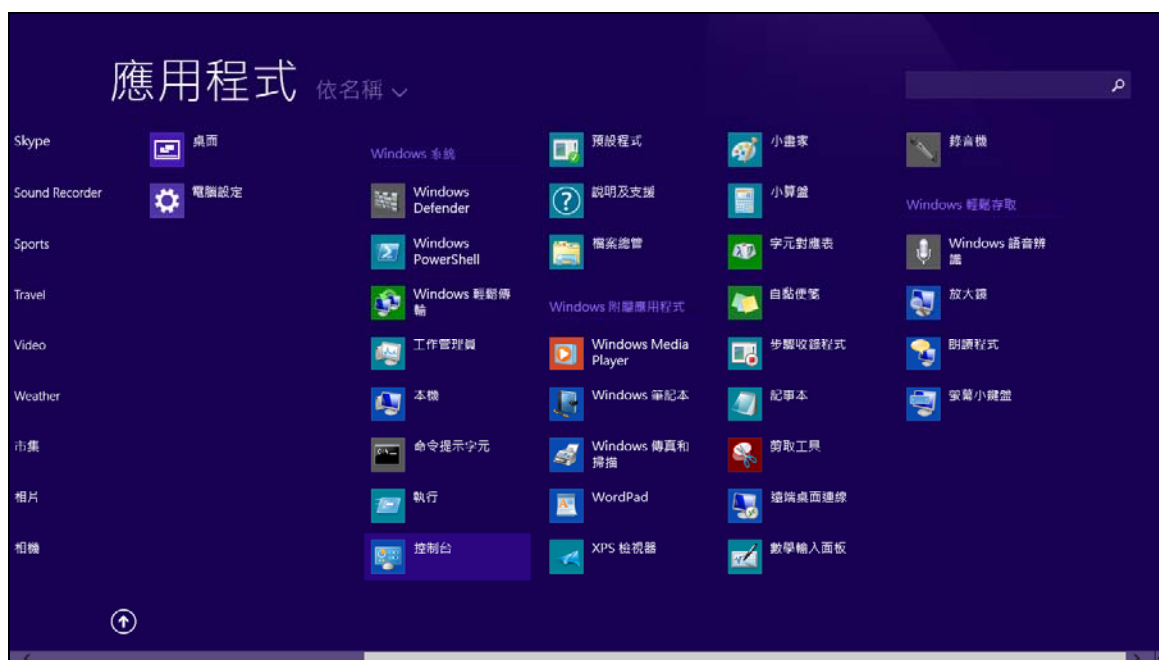 應用程式 依名稱
Skype
Sound Recorder
Sports
Travel
Video
Weather
市集
相片
相機
桌面
電腦設定
Windows 系統
Windows
Defender
Windows
PowerShell
Windows 輕鬆傳
輸
工作管理員
本機
命令提示字元
執行
控制台
預設程式
說明及支援
檔案總管
Windows 附屬應用程式
Windows Media
Player
Windows 筆記本
Windows 傳真和
掃描
WordPad
XPS 檢視器
小畫家
小算盤
字元對應表
自黏便箋
步驟收錄程式
記事本
剪取工具
遠端桌面連線
數學輸入面板
錄音機
Windows 輕鬆存取
Windows 語音辨
識
放大鏡
朗讀程式
螢幕小鍵盤